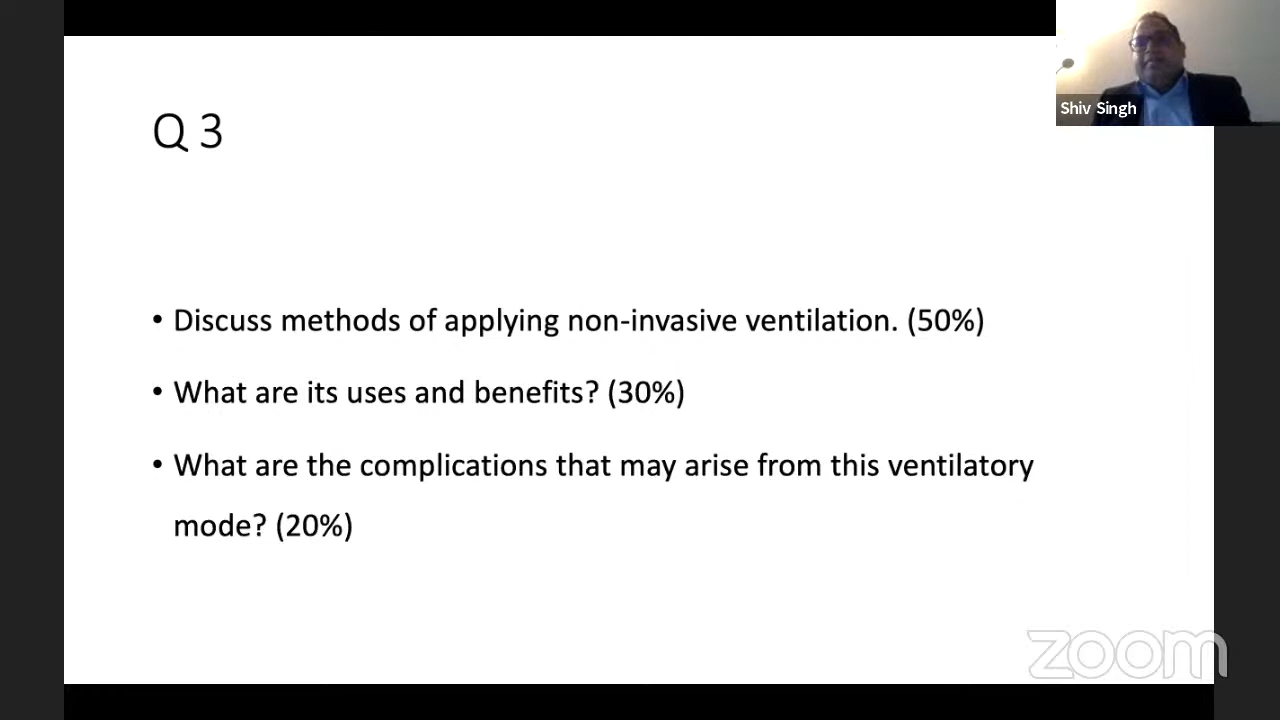 Shiv Singh
Q 3
• Discuss methods of applying non-invasive ventilation. (50%)
• What are its uses and benefits? (30%)
• What are the complications that may arise from this ventilatory
mode? (20%)
zoom